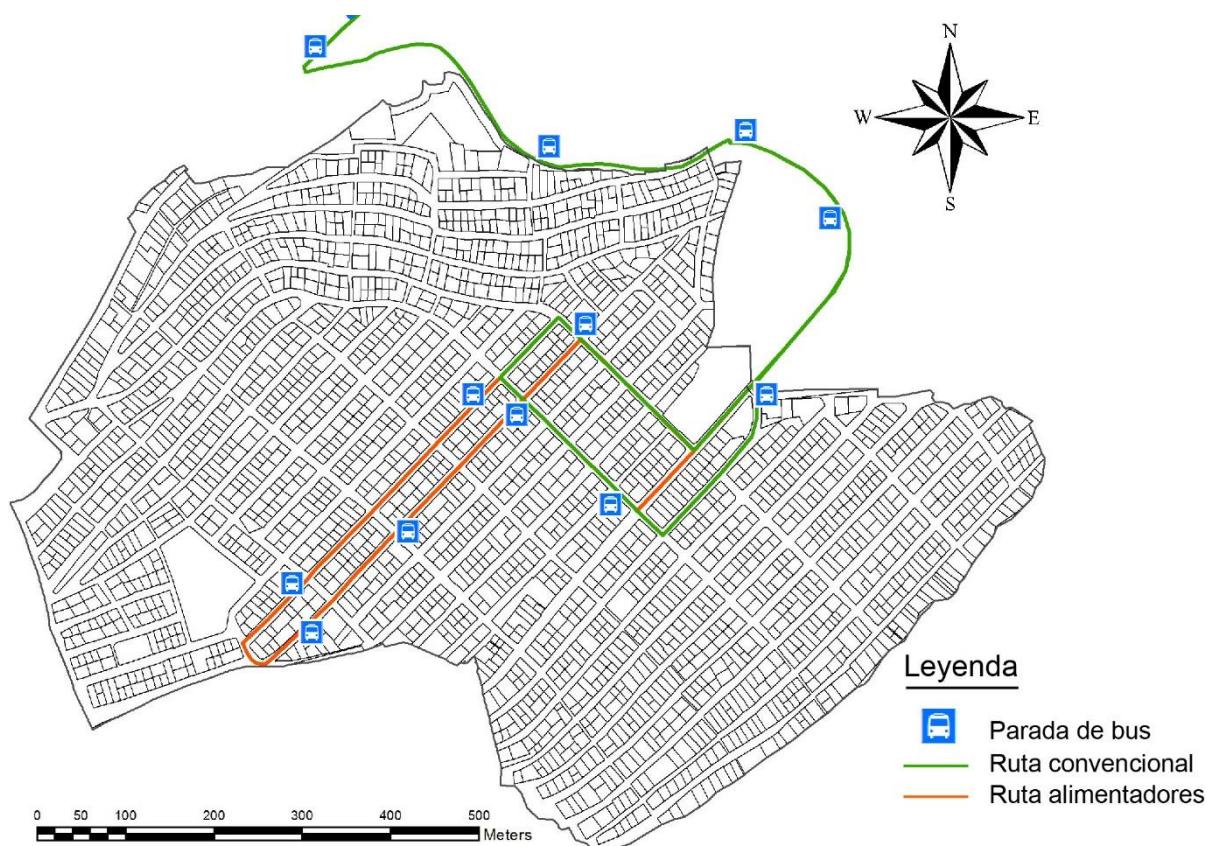 N
W E
S
Leyenda
Parada de bus
Ruta convencional
Ruta alimentadores
0 50 100 200 300 400 500
Meters